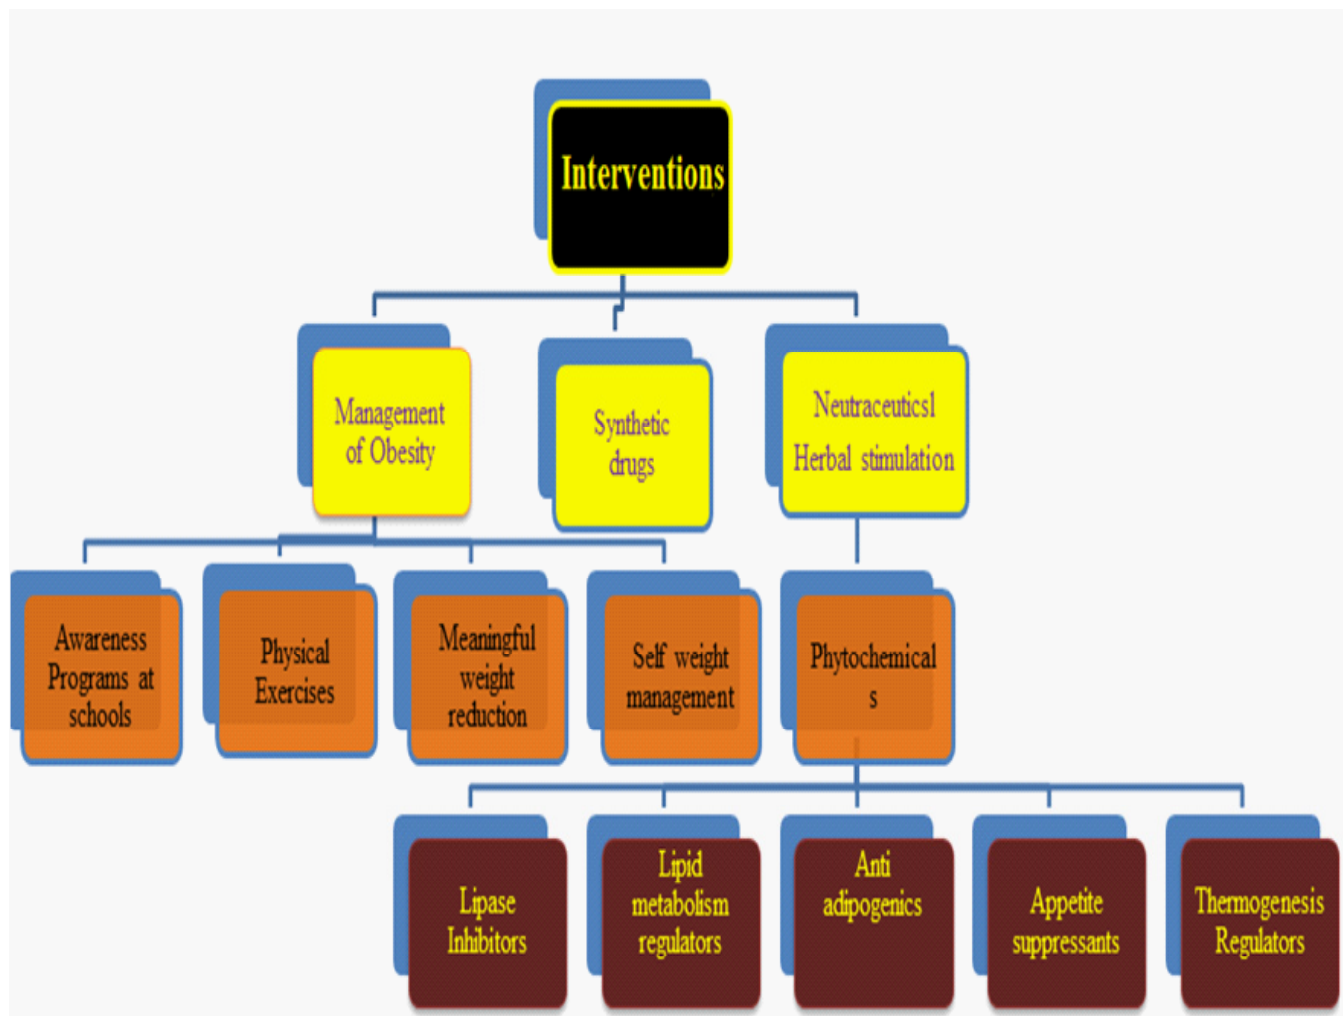 Interventions
Management
of Obesity
Synthetic
drugs
Neutraceuticsl
Herbal stimulation
Awareness
Programs at
schools
Physical
Exercises
Meaningful
weight
reduction
Self weight
management
Phytochemical
s
Lipase
Inhibitors
Lipid
metabolism
regulators
Anti
adipogenics
Appetite
suppressants
Thermogenesis
Regulators